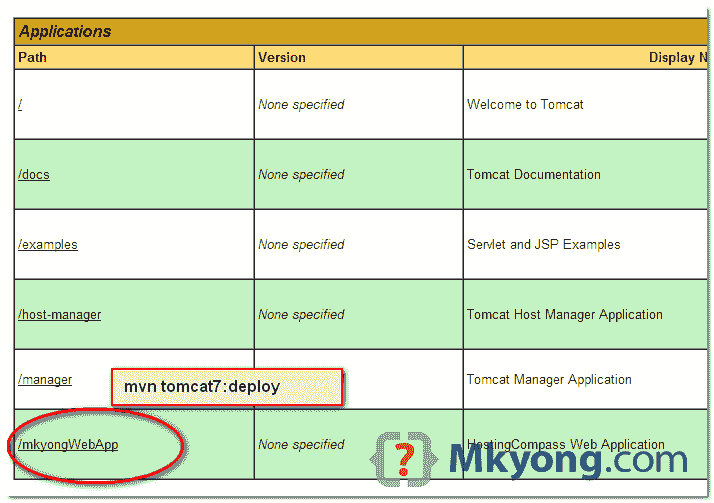 Applications
Path Version Display N
/ None specified Welcome to Tomcat
/docs None specified Tomcat Documentation
/examples None specified Servlet and JSP Examples
/host-manager None specified Tomcat Host Manager Application
/manager Tomcat Manager Application
mvn tomcat7:deploy
/mkyongWebApp None specified HostingCompass Web Application
{?} Mkyong.com